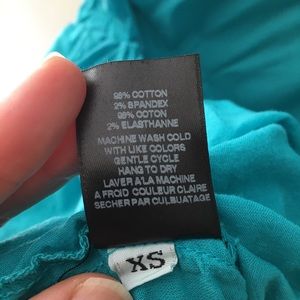 98% COTTON
2% SPANDEX
98% COTON
2% ELASTHANNE
MACHINE WASH COLD
WITH LIKE COLORS
GENTLE CYCLE
HANG TO DRY
LAVER A'LA MACHINE
A FROID COULEUR CLAIRE
SECHER PAR CULBUATAGE
XS